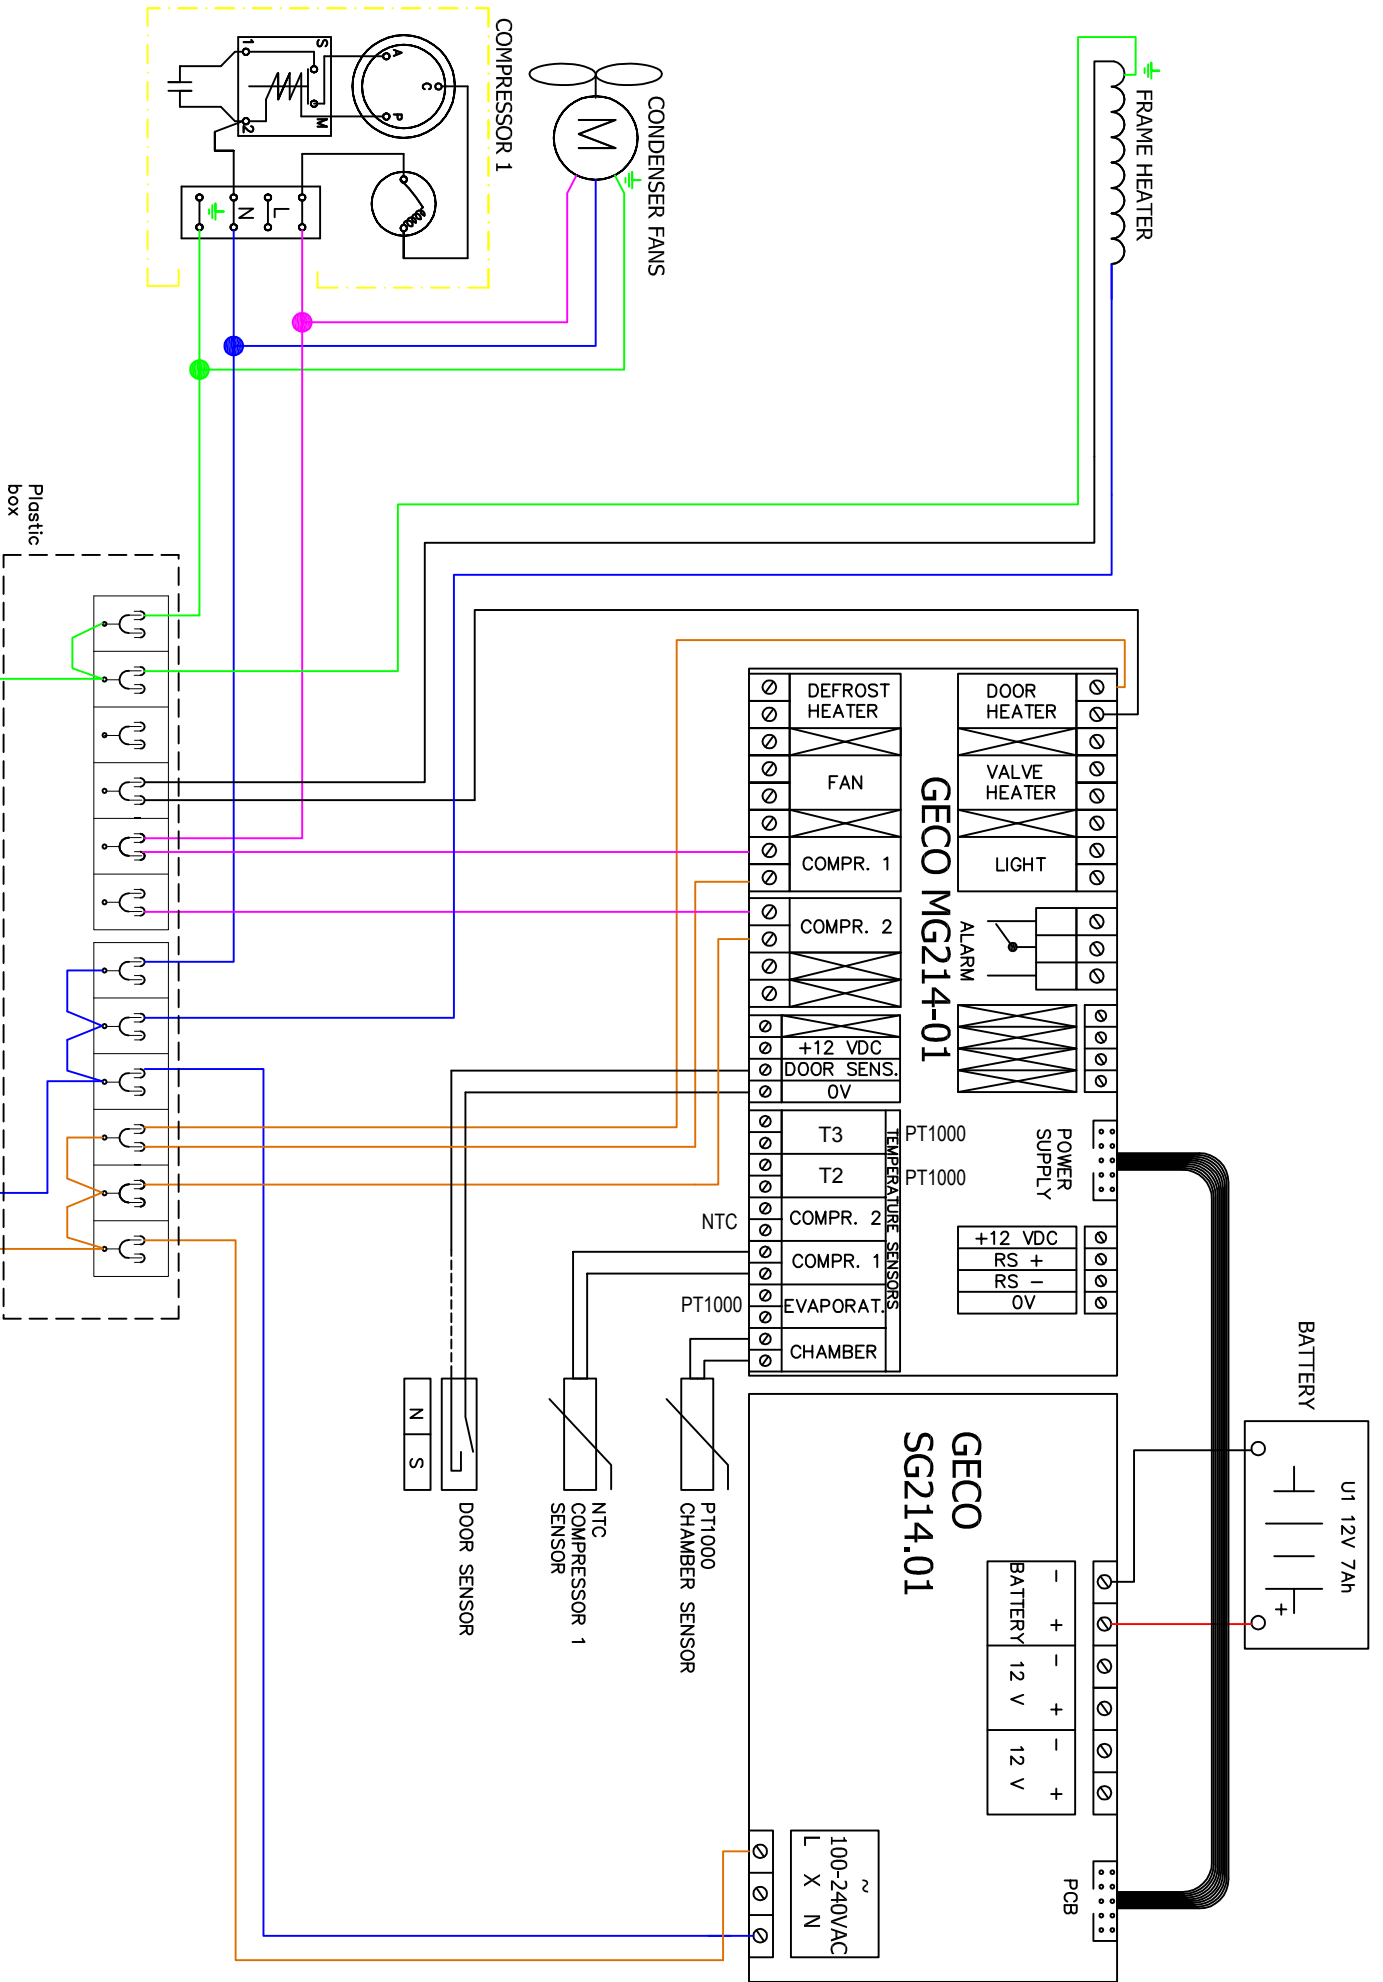 FRAME HEATER
CONDENSER FANS
M
COMPRESSOR 1
A
C
P
S
M
1
2
L
N
Plastic
box
GECO MG214-01
DEFROST
HEATER
FAN
COMPR. 1
COMPR. 2
+12 VDC
DOOR SENS.
0V
T3
T2
COMPR. 2
COMPR. 1
EVAPORAT.
CHAMBER
TEMPERATURE SENSORS
PT1000
PT1000
NTC
PT1000
DOOR
HEATER
VALVE
HEATER
LIGHT
ALARM
POWER
SUPPLY
+12 VDC
RS +
RS -
0V
BATTERY
U1 12V 7Ah
+
GECO
SG214.01
- +
BATTERY
- +
12 V
- +
12 V
PCB
~
100-240VAC
L X N
PT1000
CHAMBER SENSOR
NTC
COMPRESSOR 1
SENSOR
DOOR SENSOR
N S